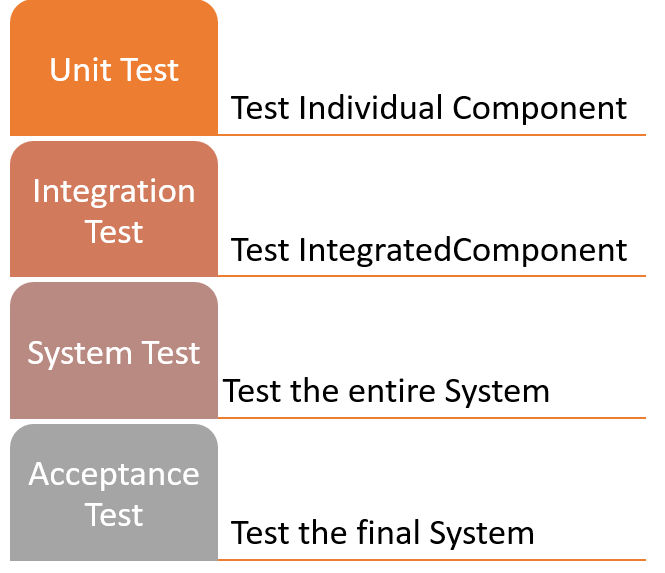 Unit Test
Test Individual Component
Integration
Test
Test IntegratedComponent
System Test
Test the entire System
Acceptance
Test
Test the final System